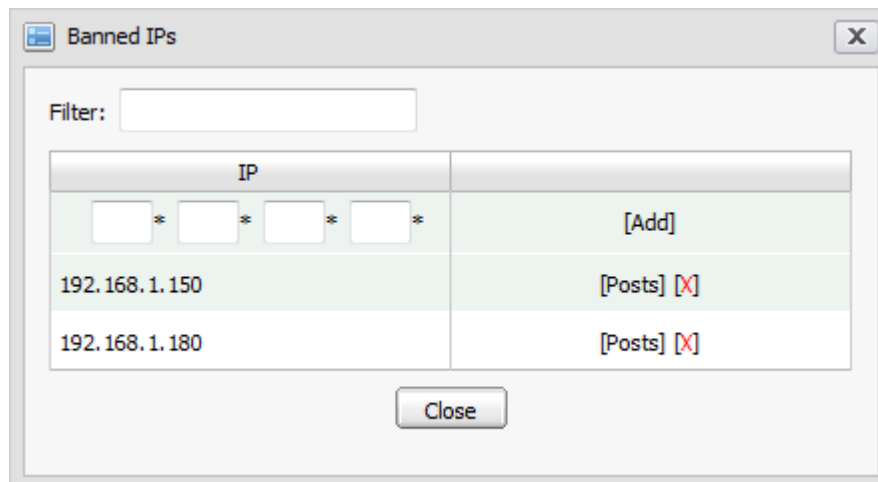 Banned IPs
X
Filter:
IP
* * * * [Add]
192.168.1.150 [Posts] [X]
192.168.1.180 [Posts] [X]
Close